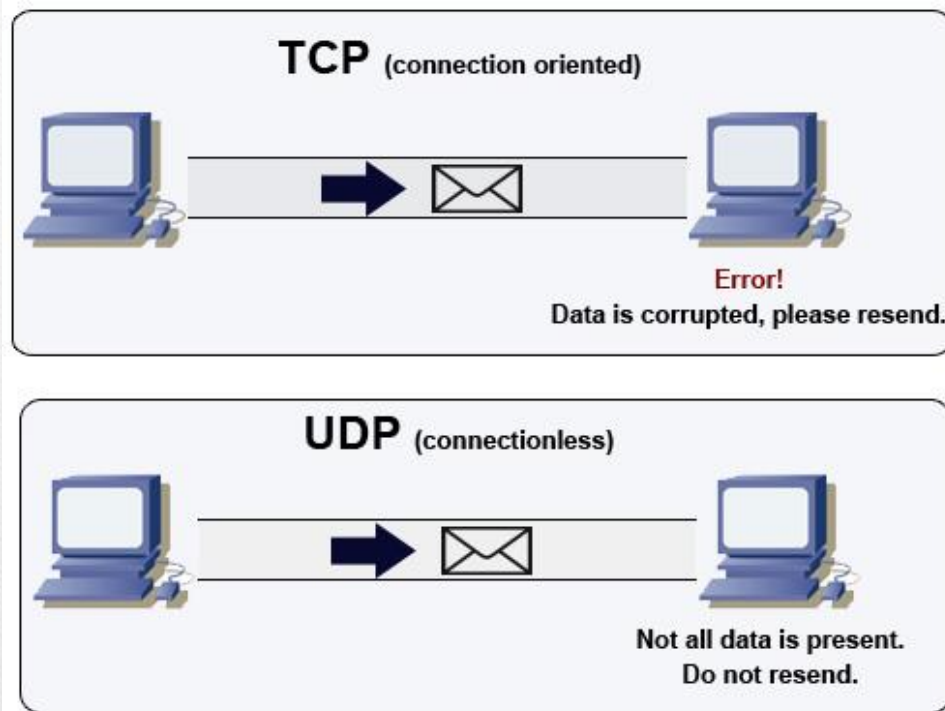 TCP (connection oriented)
Error!
Data is corrupted, please resend.
UDP (connectionless)
Not all data is present.
Do not resend.